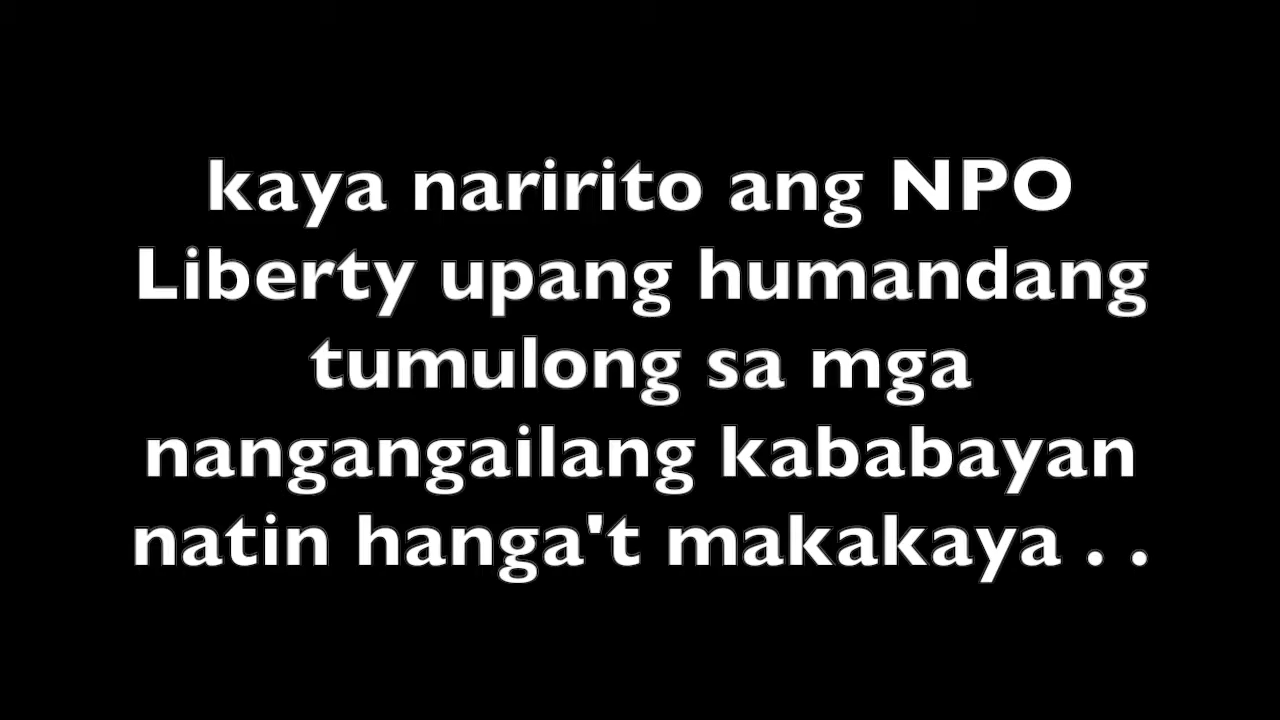 kaya naririto ang NPO
Liberty upang humandang
tumulong sa mga
nangangailang kababayan
natin hanga't makakaya . .